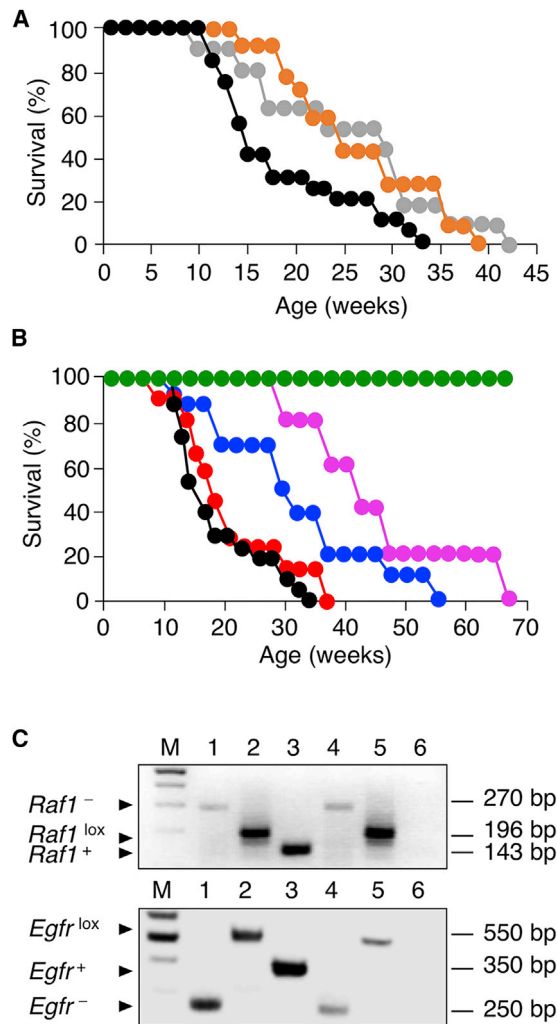 A
100
80
60
40
20
0
Survival (%)
0 5 10 15 20 25 30 35 40 45
Age (weeks)
B
100
80
60
40
20
0
Survival (%)
0 10 20 30 40 50 60 70
Age (weeks)
C
M 1 2 3 4 5 6
Raf1 –
Raf1 lox
Raf1 +
270 bp
196 bp
143 bp
M 1 2 3 4 5 6
Egfr lox
Egfr +
Egfr –
550 bp
350 bp
250 bp